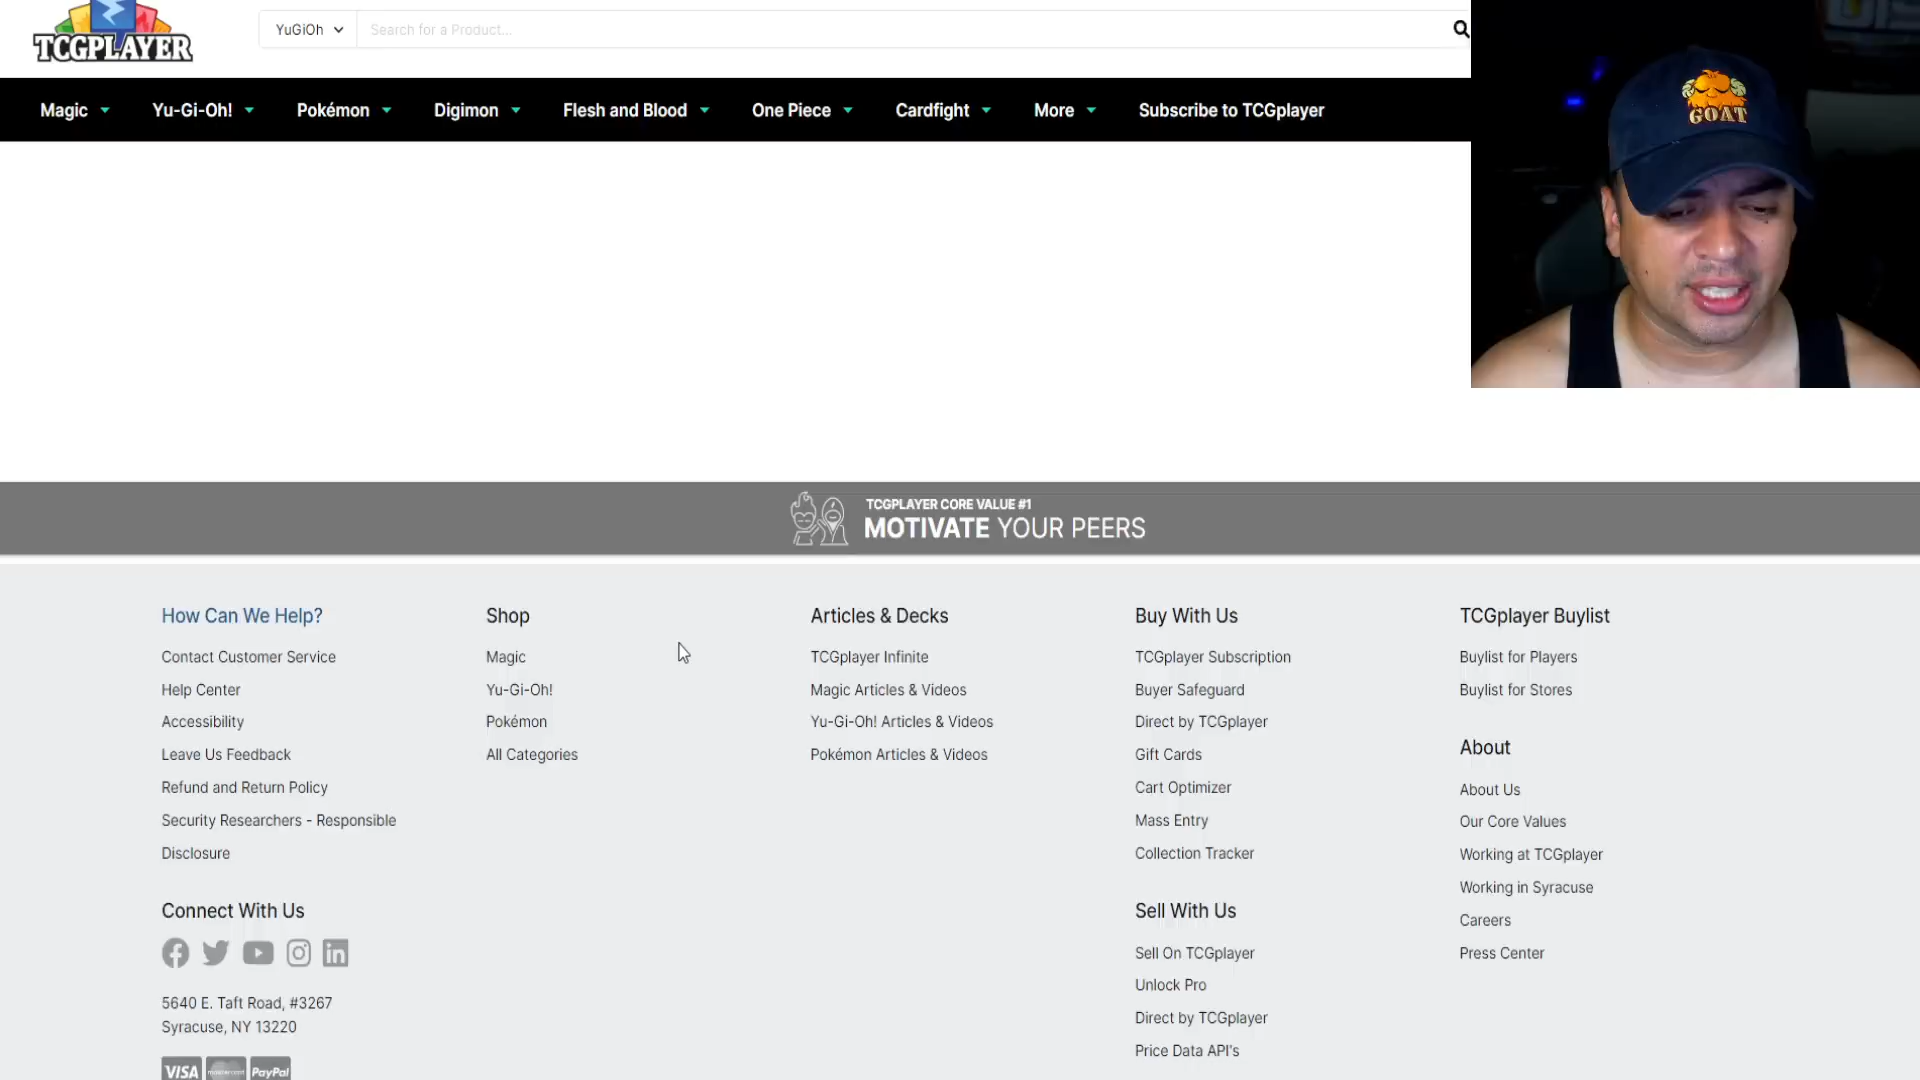 TCGPLAYER
YuGiOh
Search for a Product...
GOAT
Magic
Yu-Gi-Oh!
Pokémon
Digimon
Flesh and Blood
One Piece
Cardfight
More
Subscribe to TCGplayer
TCGPLAYER CORE VALUE #1
MOTIVATE YOUR PEERS
How Can We Help?
Contact Customer Service
Help Center
Accessibility
Leave Us Feedback
Refund and Return Policy
Security Researchers - Responsible
Disclosure
Connect With Us
5640 E. Taft Road, #3267
Syracuse, NY 13220
VISA
mastercard
PayPal
Shop
Magic
Yu-Gi-Oh!
Pokémon
All Categories
Articles & Decks
TCGplayer Infinite
Magic Articles & Videos
Yu-Gi-Oh! Articles & Videos
Pokémon Articles & Videos
Buy With Us
TCGplayer Subscription
Buyer Safeguard
Direct by TCGplayer
Gift Cards
Cart Optimizer
Mass Entry
Collection Tracker
Sell With Us
Sell On TCGplayer
Unlock Pro
Direct by TCGplayer
Price Data API's
TCGplayer Buylist
Buylist for Players
Buylist for Stores
About
About Us
Our Core Values
Working at TCGplayer
Working in Syracuse
Careers
Press Center